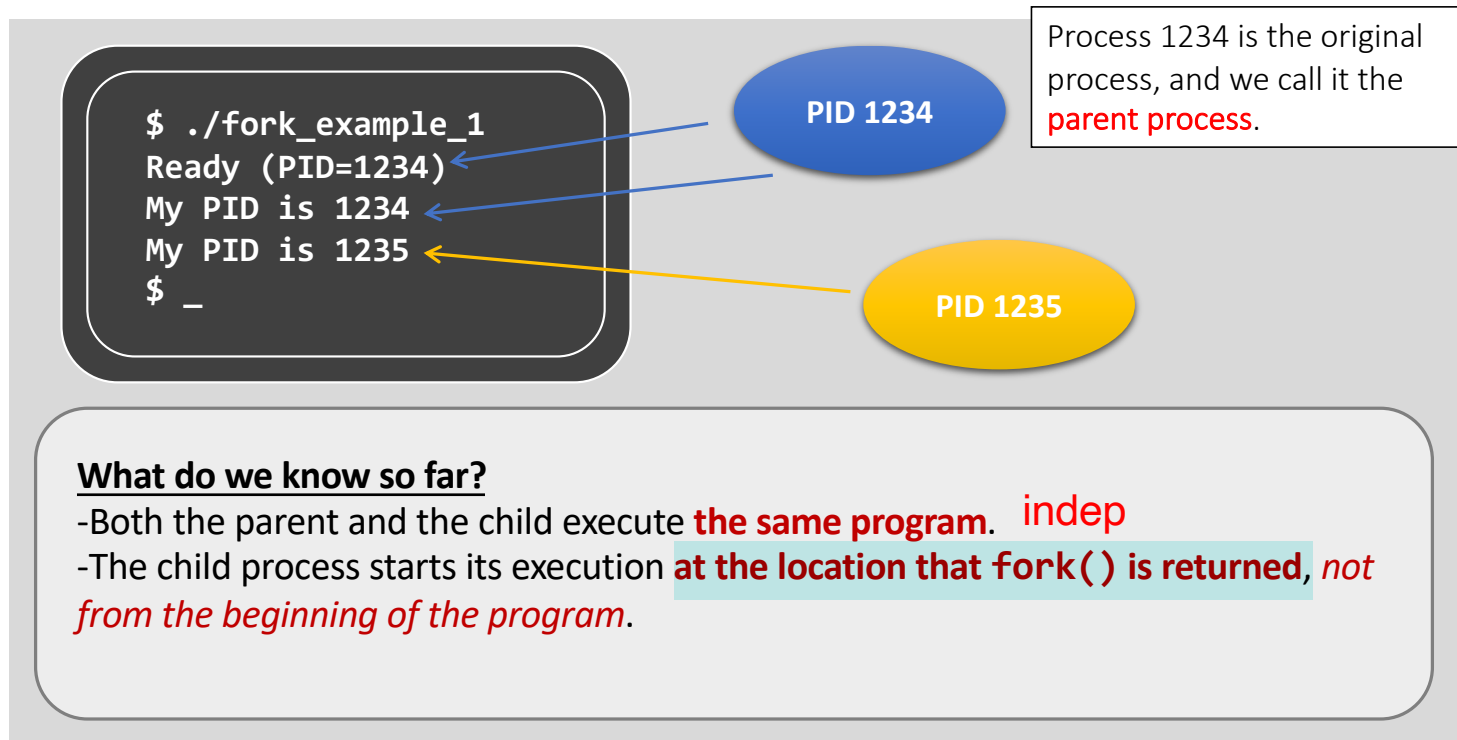 Process 1234 is the original
process, and we call it the
parent process.
$ ./fork_example_1
Ready (PID=1234)
My PID is 1234
My PID is 1235
$ _
PID 1234
PID 1235
What do we know so far?
-Both the parent and the child execute the same program. indep
-The child process starts its execution at the location that fork() is returned, not
from the beginning of the program.